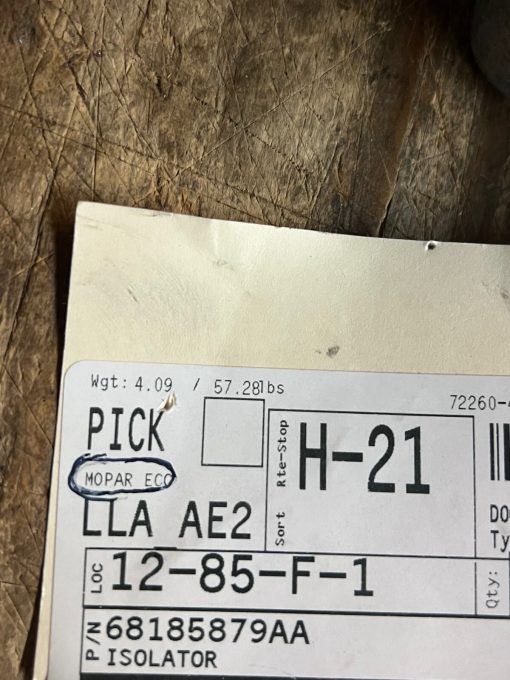 Wgt: 4.09 / 57.28lbs
72260-
PICK
MOPAR ECO
LLA AE2
Sort Rte-Stop
H-21
DO
Ty
LOC 12-85-F-1
Qty:
P/N 68185879AA
ISOLATOR